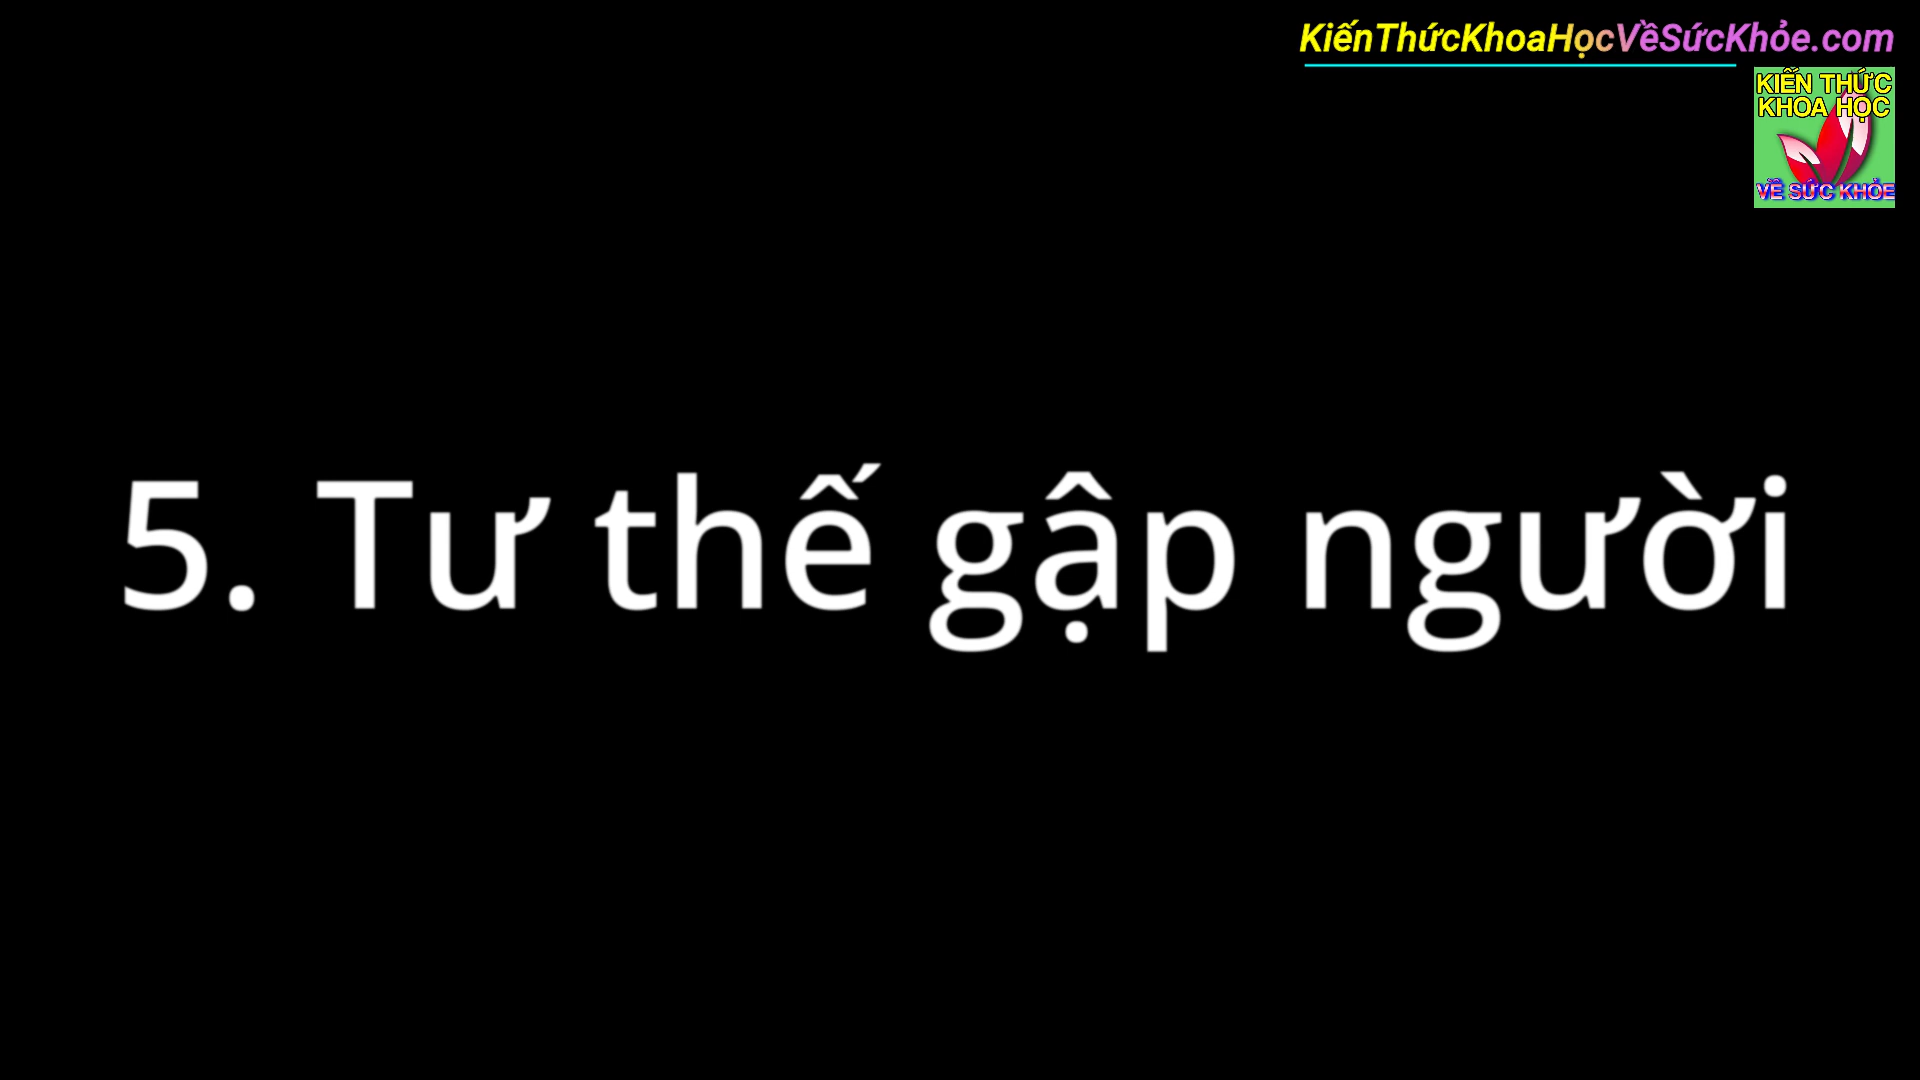 KiếnThứcKhoaHọcVềSứcKhỏe.com
KIẾN THỨC
KHOA HỌC
VỀ SỨC KHỎE
5. Tư thế gập người